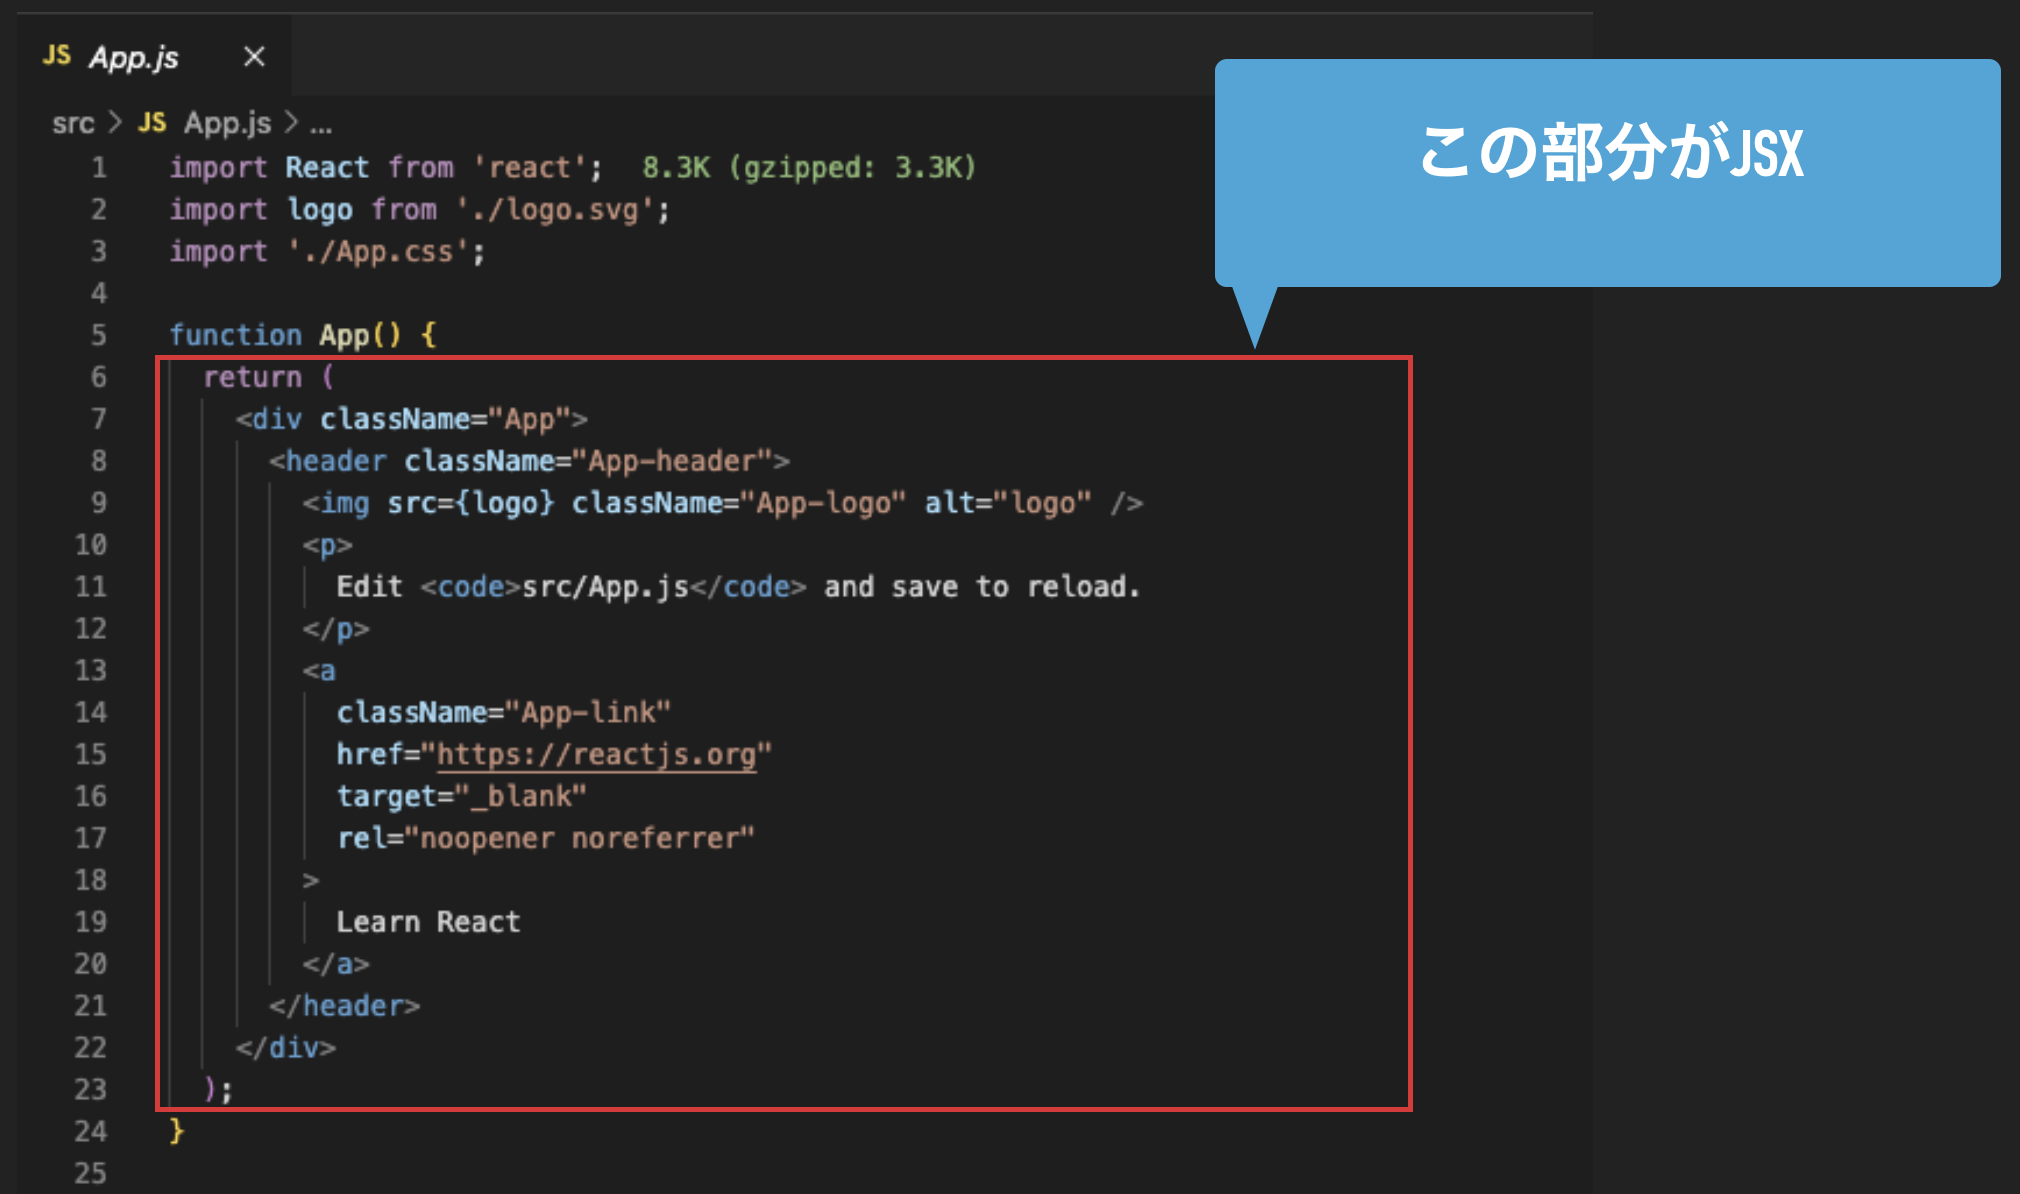 JS App.js ×
src > JS App.js > ...
この部分がJSX
1 import React from 'react'; 8.3K (gzipped: 3.3K)
2 import logo from './logo.svg';
3 import './App.css';
4
5 function App() {
6 return (
7 <div className="App">
8 <header className="App-header">
9 <img src={logo} className="App-logo" alt="logo" />
10 <p>
11 Edit <code>src/App.js</code> and save to reload.
12 </p>
13 <a
14 className="App-link"
15 href="https://reactjs.org"
16 target="_blank"
17 rel="noopener noreferrer"
18 >
19 Learn React
20 </a>
21 </header>
22 </div>
23 );
24 }
25